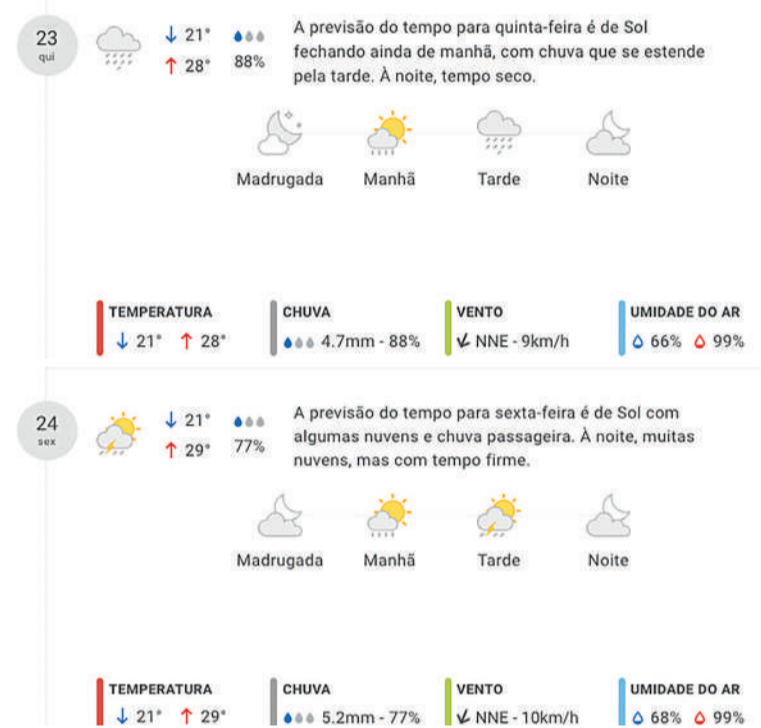 23
qui
↓ 21°
↑ 28°
88%
A previsão do tempo para quinta-feira é de Sol
fechando ainda de manhã, com chuva que se estende
pela tarde. À noite, tempo seco.
Madrugada Manhã Tarde Noite
TEMPERATURA CHUVA VENTO UMIDADE DO AR
↓ 21° ↑ 28° 4.7mm - 88% NNE - 9km/h 66% 99%
24
sex
↓ 21°
↑ 29°
77%
A previsão do tempo para sexta-feira é de Sol com
algumas nuvens e chuva passageira. À noite, muitas
nuvens, mas com tempo firme.
Madrugada Manhã Tarde Noite
TEMPERATURA CHUVA VENTO UMIDADE DO AR
↓ 21° ↑ 29° 5.2mm - 77% NNE - 10km/h 68% 99%